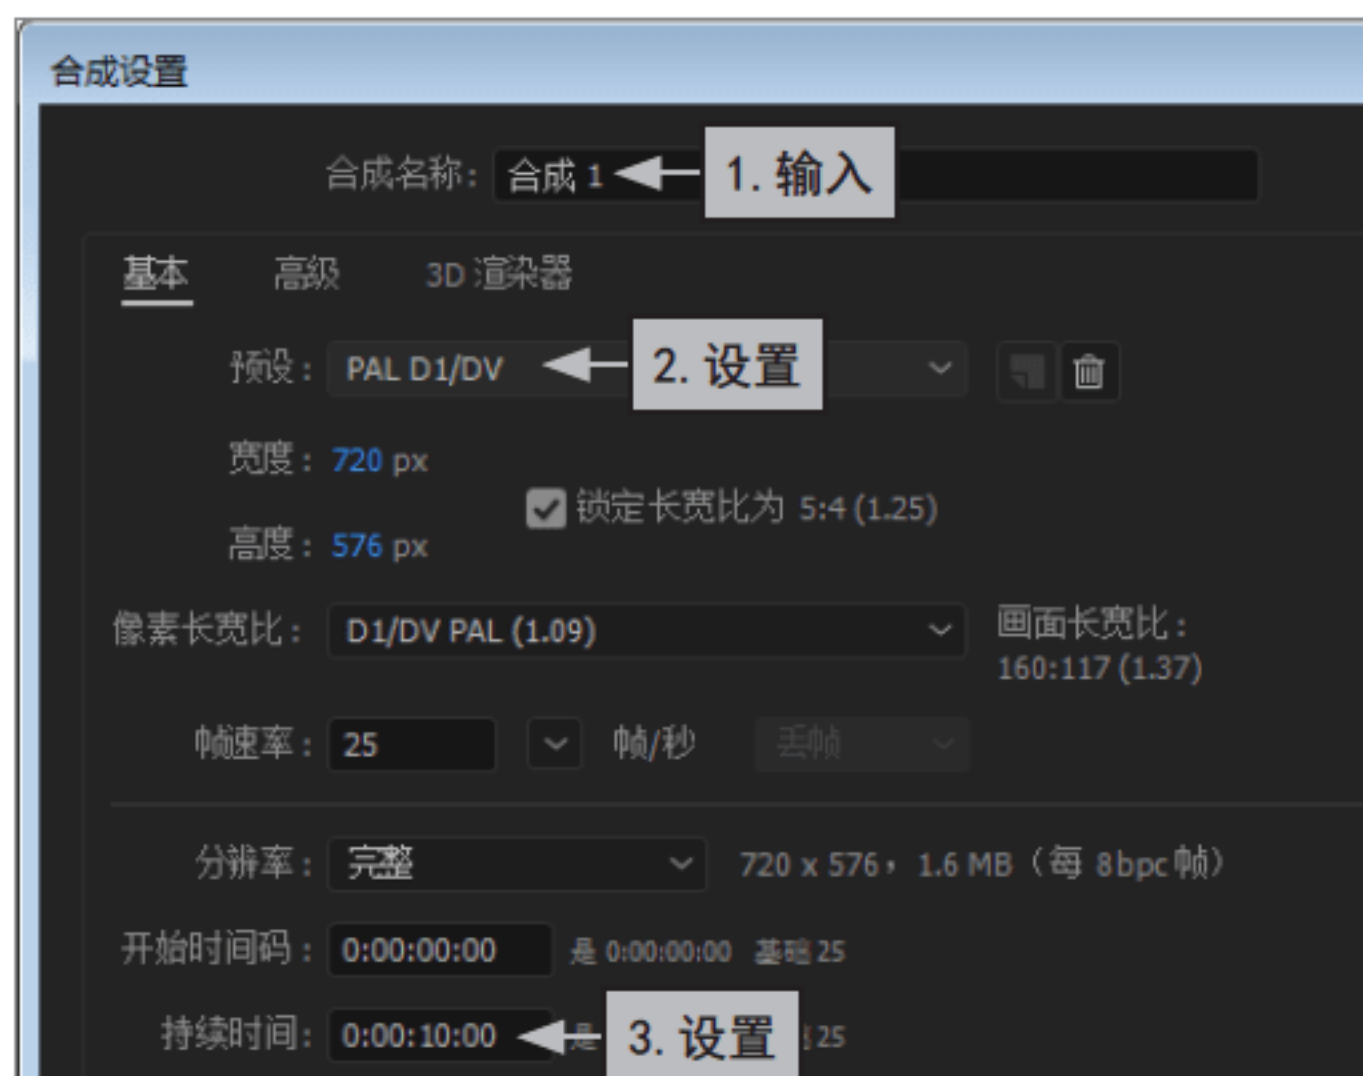 合成设置
合成名称: 合成 1 1. 输入
基本 高级 3D 渲染器
预设: PAL D1/DV 2. 设置
宽度: 720 px
锁定长宽比为 5:4 (1.25)
高度: 576 px
像素长宽比: D1/DV PAL (1.09) 画面长宽比:
160:117 (1.37)
帧速率: 25 帧/秒 丢帧
分辨率: 完整 720 x 576, 1.6 MB (每 8bpc 帧)
开始时间码: 0:00:00:00 是 0:00:00:00 基础 25
持续时间: 0:00:10:00 是 3. 设置 25